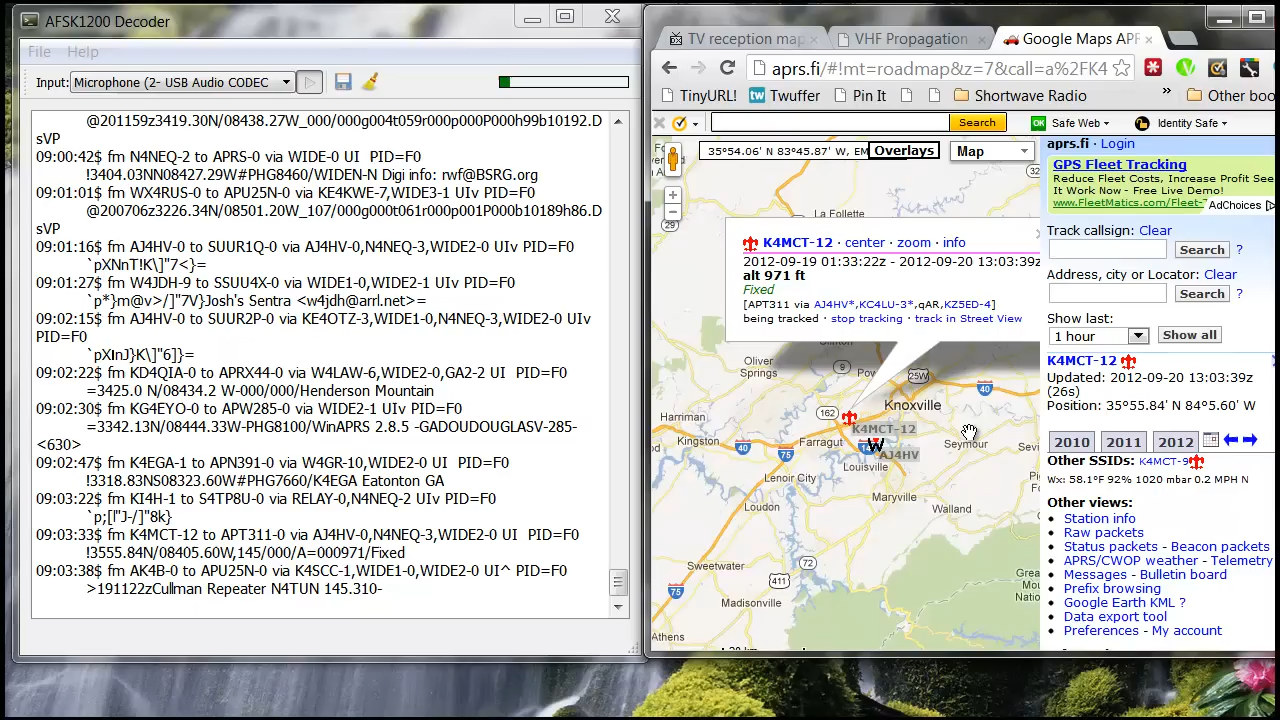 AFSK1200 Decoder
File Help
Input: Microphone (2- USB Audio CODEC
@201159z3419.30N/08438.27W_000/000g004t059r000p000P000h99b10192.D
sVP
09:00:42$ fm N4NEQ-2 to APRS-0 via WIDE-0 UI PID=F0
!3404.03NN08427.29W#PHG8460/WIDEN-N Digi info: rwf@BSRG.org
09:01:01$ fm WX4RUS-0 to APU25N-0 via KE4KWE-7,WIDE3-1 UIv PID=F0
@200706z3226.34N/08501.20W_107/000g000t061r000p001P000b10189h86.D
sVP
09:01:16$ fm AJ4HV-0 to SUUR1Q-0 via AJ4HV-0,N4NEQ-3,WIDE2-0 UIv PID=F0
`pXNnT!K\]"7<}=
09:01:27$ fm W4JDH-9 to SSUU4X-0 via WIDE1-0,WIDE2-1 UIv PID=F0
`p*}m@v>/]"7V}Josh's Sentra <w4jdh@arrl.net>=
09:02:15$ fm AJ4HV-0 to SUUR2P-0 via KE4OTZ-3,WIDE1-0,N4NEQ-3,WIDE2-0 UIv
PID=F0
`pXInJ}K\]"6]}=
09:02:22$ fm KD4QIA-0 to APRX44-0 via W4LAW-6,WIDE2-0,GA2-2 UI PID=F0
=3425.0 N/08434.2 W-000/000/Henderson Mountain
09:02:30$ fm KG4EYO-0 to APW285-0 via WIDE2-1 UIv PID=F0
=3342.13N/08444.33W-PHG8100/WinAPRS 2.8.5 -GADOUDOUGLASV-285-
<630>
09:02:47$ fm K4EGA-1 to APN391-0 via W4GR-10,WIDE2-0 UI PID=F0
!3318.83NS08323.60W#PHG7660/K4EGA Eatonton GA
09:03:22$ fm KI4H-1 to S4TP8U-0 via RELAY-0,N4NEQ-2 UIv PID=F0
`p;[l"J-/]"8k}
09:03:33$ fm K4MCT-12 to APT311-0 via AJ4HV-0,N4NEQ-3,WIDE2-0 UI PID=F0
!3555.84N/08405.60W,145/000/A=000971/Fixed
09:03:38$ fm AK4B-0 to APU25N-0 via K4SCC-1,WIDE1-0,WIDE2-0 UI^ PID=F0
>191122zCullman Repeater N4TUN 145.310-
TV reception map VHF Propagation Google Maps APF
aprs.fi/#!mt=roadmap&z=7&call=a%2FK4
TinyURL! tw Twuffer Pin It Shortwave Radio » Other boo
Search OK Safe Web Identity Safe
35°54.06' N 83°45.87' W, EM Overlays Map
La Follette
32
29
K4MCT-12 · center · zoom · info
2012-09-19 01:33:22z - 2012-09-20 13:03:39z
alt 971 ft
Fixed
[APT311 via AJ4HV*,KC4LU-3*,qAR,KZ5ED-4]
being tracked · stop tracking · track in Street View
Oliver
Springs
9
25W
40
Harriman
162
Knoxville
Kingston
K4MCT-12
40
75
Farragut
W
AJ4HV
Seymour
Louisville
Lenoir City
Loudon
Maryville
Walland
Sweetwater
72
411
75
Madisonville
Athens
aprs.fi · Login
GPS Fleet Tracking
Reduce Fleet Costs, Increase Profit See
It Work Now - Free Live Demo!
www.FleetMatics.com/Fleet-T
AdChoices
Track callsign: Clear
Search ?
Address, city or Locator: Clear
Search ?
Show last:
1 hour Show all
K4MCT-12
Updated: 2012-09-20 13:03:39z
(26s)
Position: 35°55.84' N 84°5.60' W
2010 2011 2012
Other SSIDs: K4MCT-9
Wx: 58.1°F 92% 1020 mbar 0.2 MPH N
Other views:
Station info
Raw packets
Status packets · Beacon packets
APRS/CWOP weather · Telemetry
Messages · Bulletin board
Prefix browsing
Google Earth KML ?
Data export tool
Preferences · My account